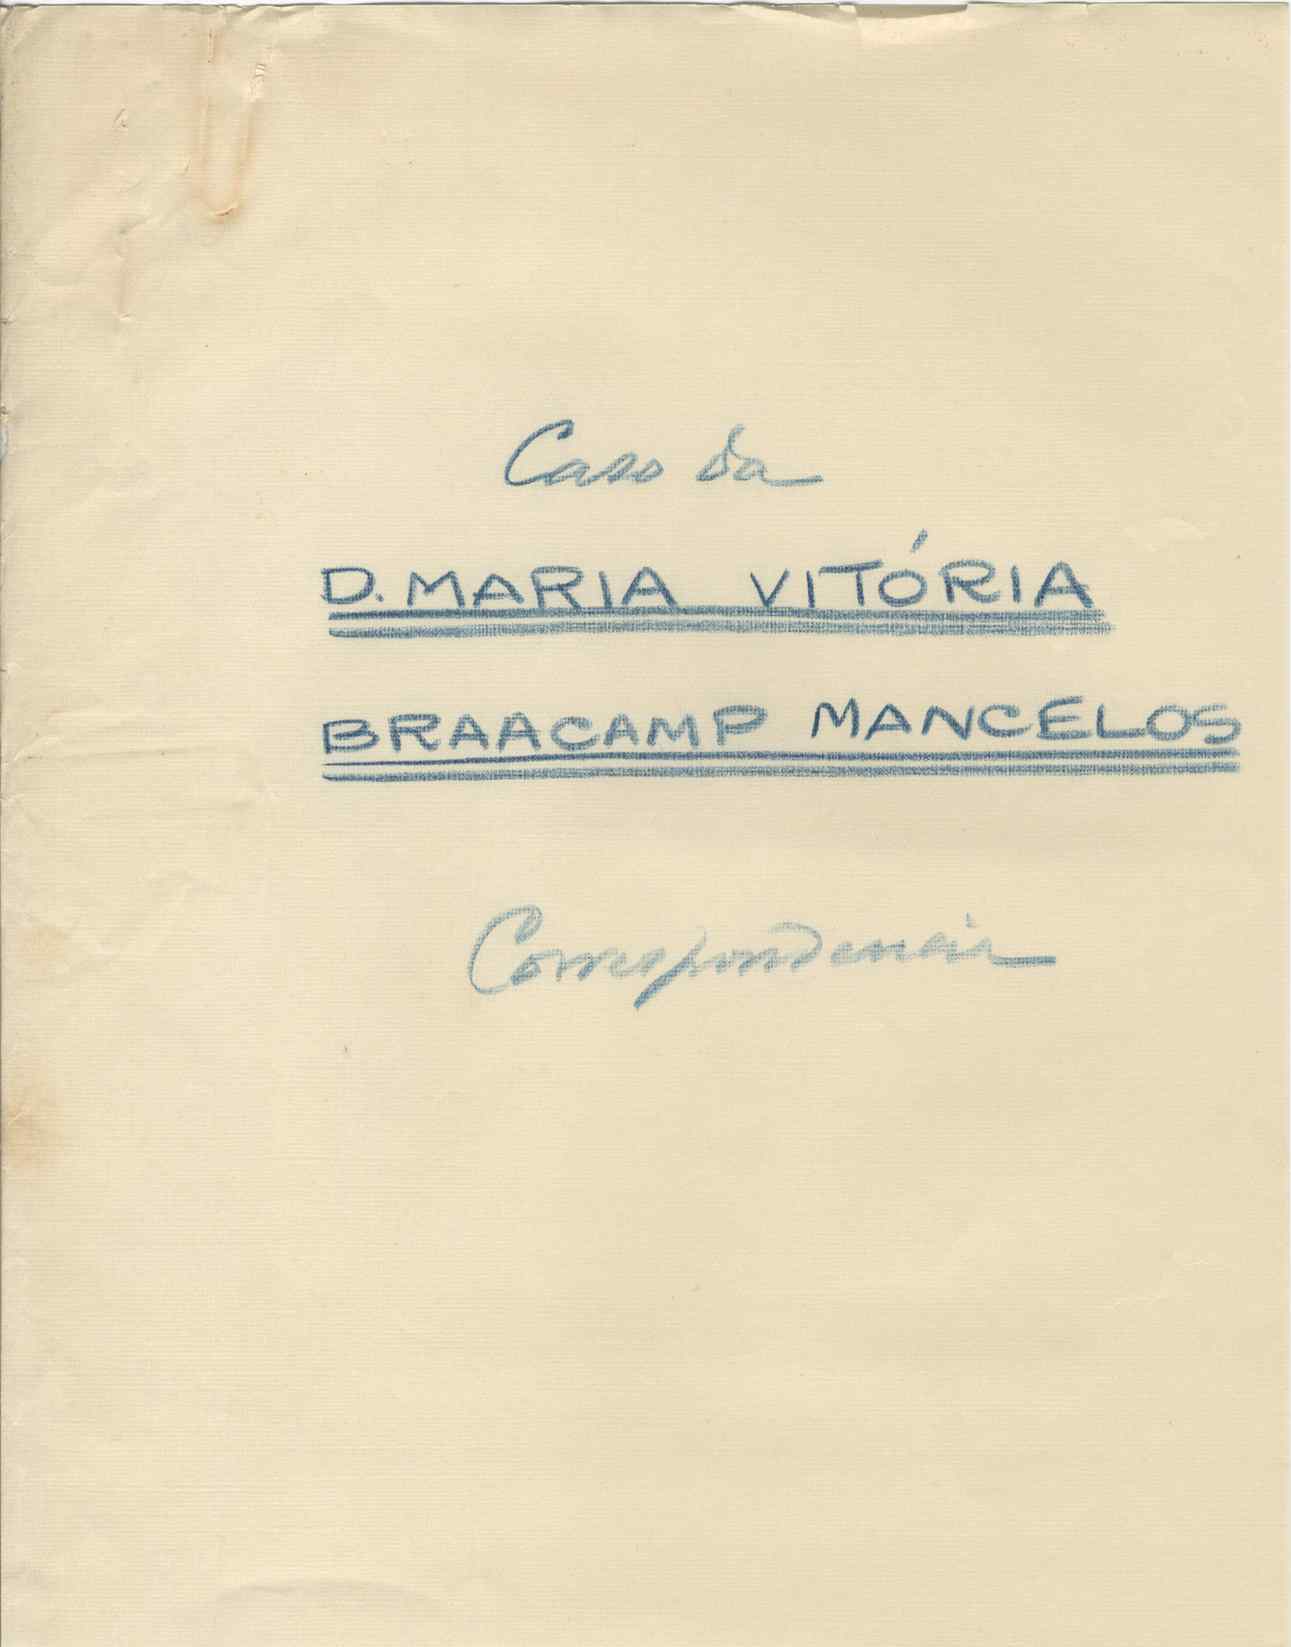 Caso da
D. MARIA VITÓRIA
BRAACAMP MANCELOS
Correspondencia